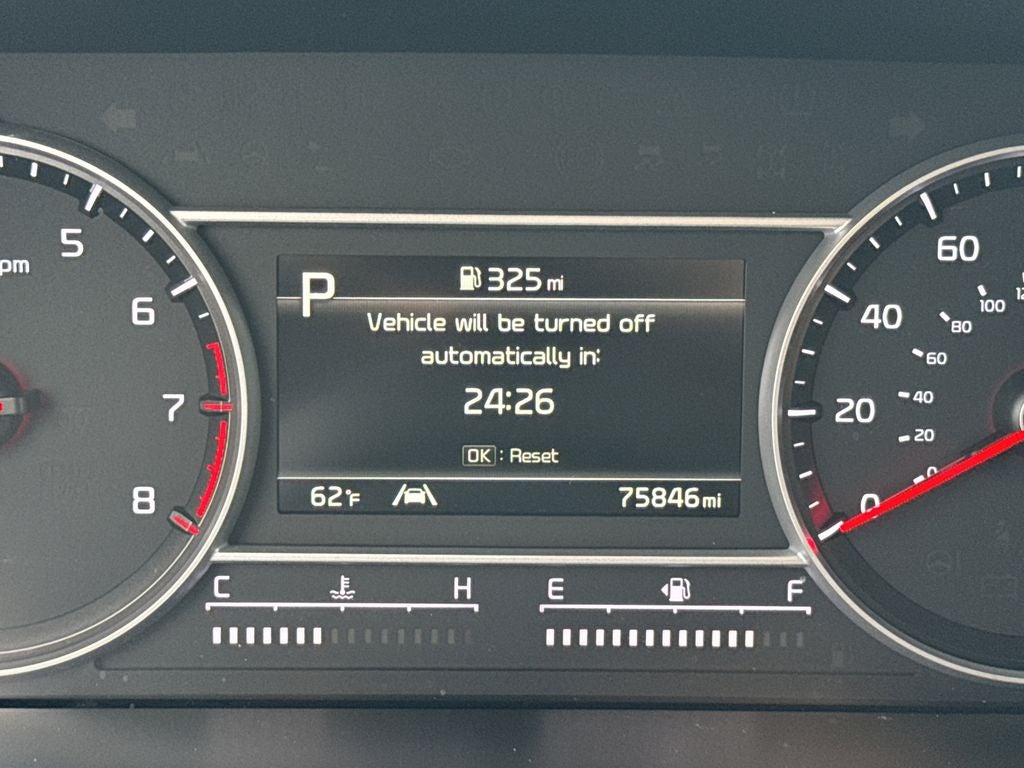 P
325 mi
Vehicle will be turned off
automatically in:
24:26
OK : Reset
62°F
75846 mi
5
pm
6
7
8
60
40
20
0
100
80
60
40
20
0
C
H
E
F